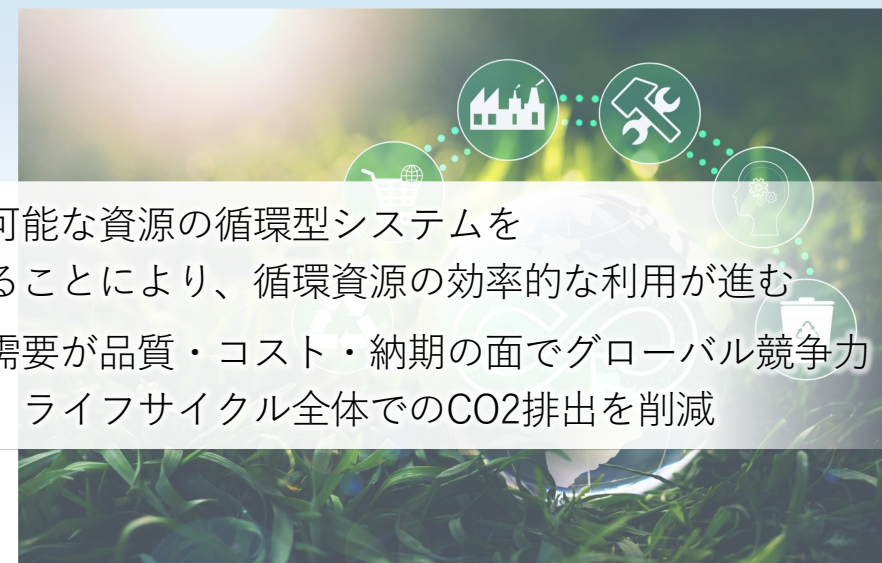 可能な資源の循環型システムを
ることにより、循環資源の効率的な利用が進む
需要が品質・コスト・納期の面でグローバル競争力
ライフサイクル全体でのCO2排出を削減